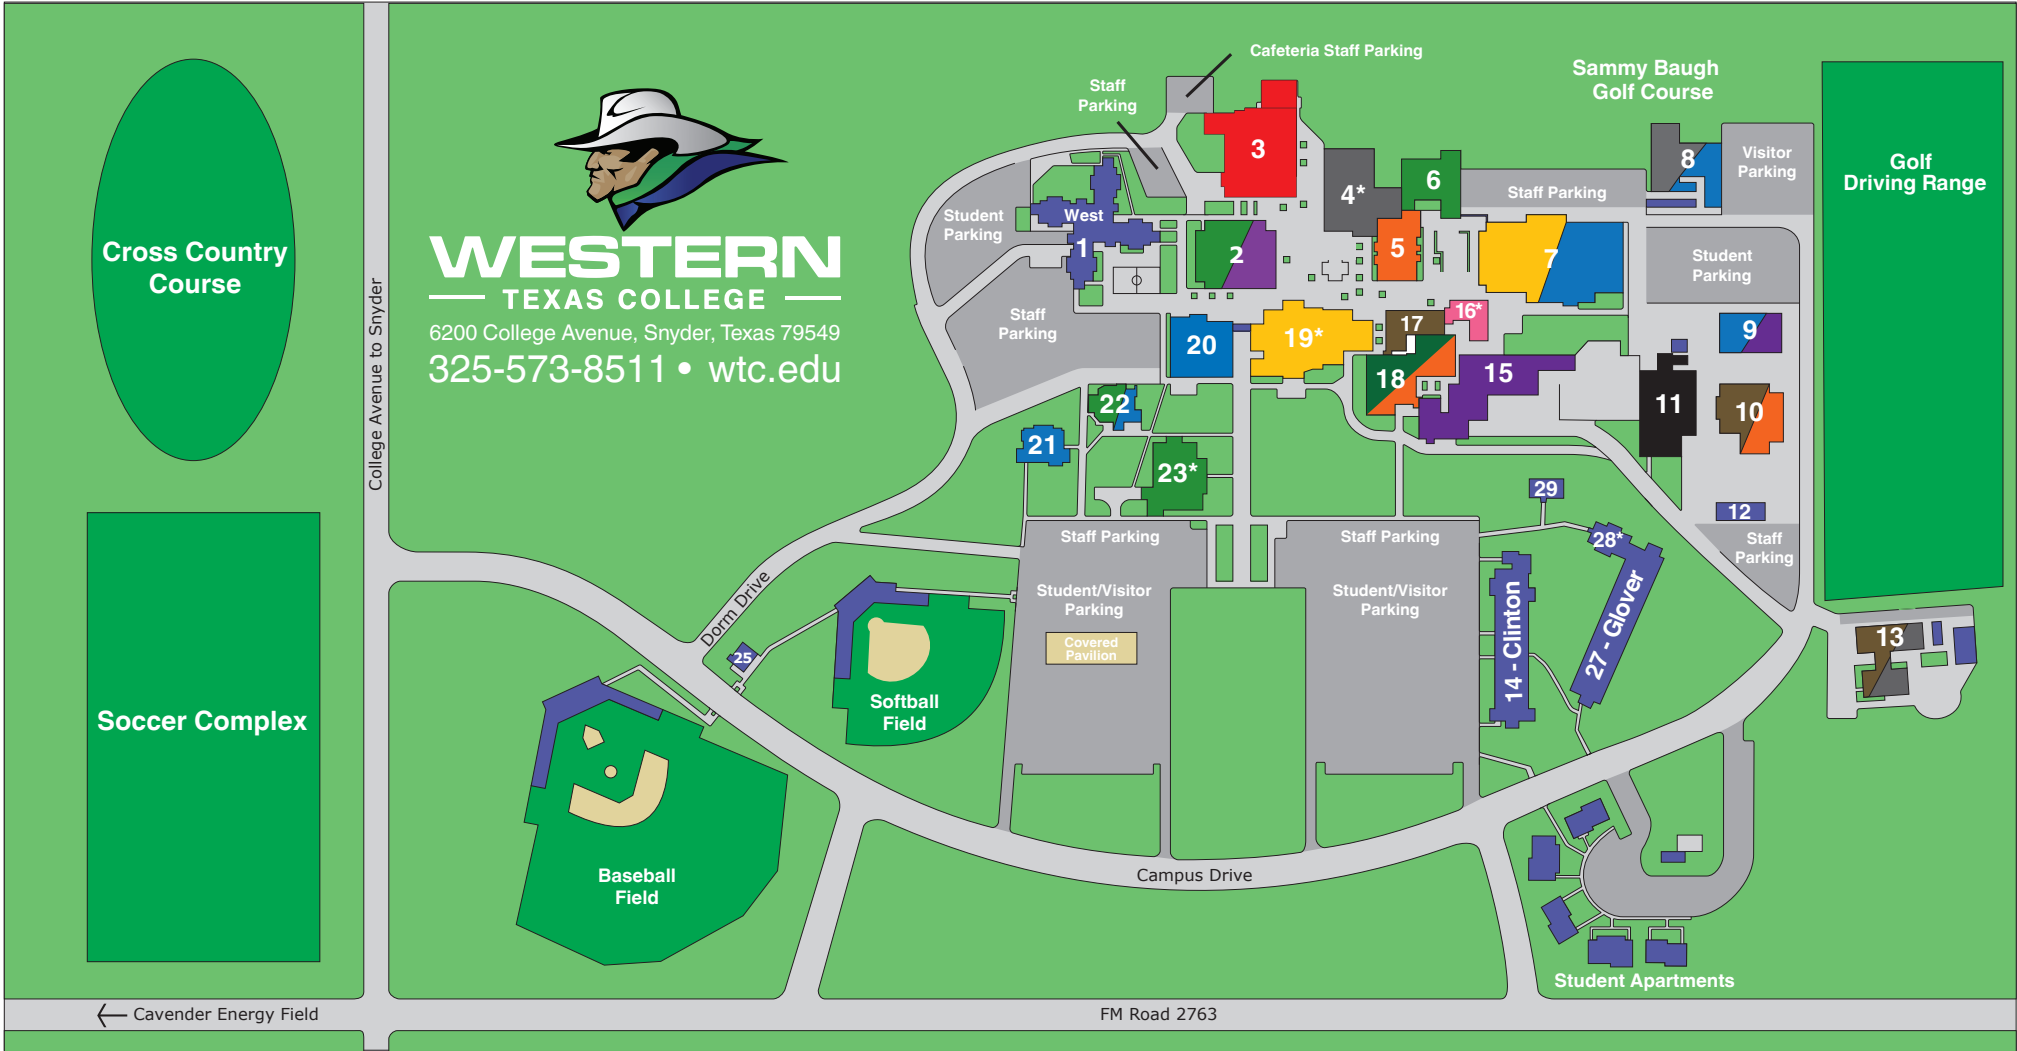 Cafeteria Staff Parking
Staff
Parking
Sammy Baugh
Golf Course
3
4*
6
8
Visitor
Parking
Golf
Driving Range
Staff Parking
Student
Parking
West
1
2
5
7
Student
Parking
Cross Country
Course
College Avenue to Snyder
WESTERN
TEXAS COLLEGE
6200 College Avenue, Snyder, Texas 79549
325-573-8511 • wtc.edu
Staff
Parking
20
19*
17
16*
9
18
15
11
10
22
21
23*
29
12
28*
Staff
Parking
Staff Parking
Student/Visitor
Parking
Covered
Pavilion
Staff Parking
Student/Visitor
Parking
14 - Clinton
27 - Glover
13
Dorm Drive
25
Softball
Field
Soccer Complex
Baseball
Field
Campus Drive
Student Apartments
Cavender Energy Field
FM Road 2763